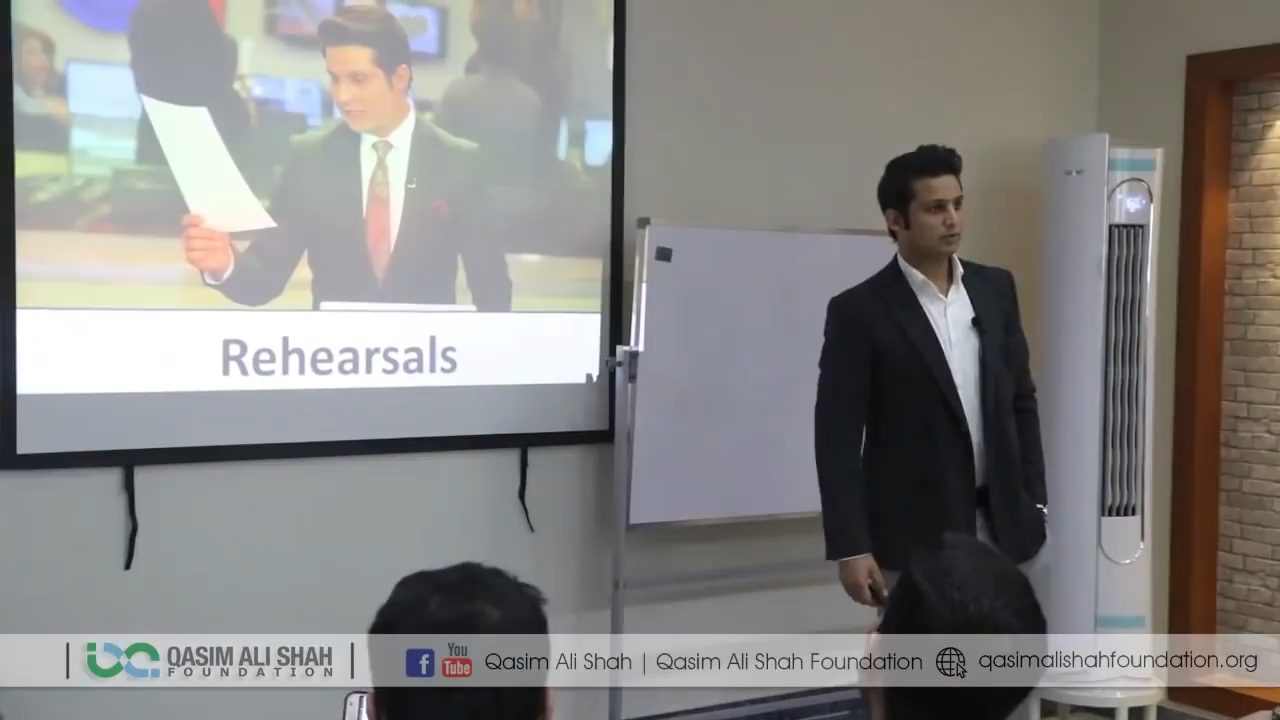 Rehearsals
QASIM ALI SHAH
FOUNDATION
f
You
Tube
Qasim Ali Shah | Qasim Ali Shah Foundation
qasimalishahfoundation.org